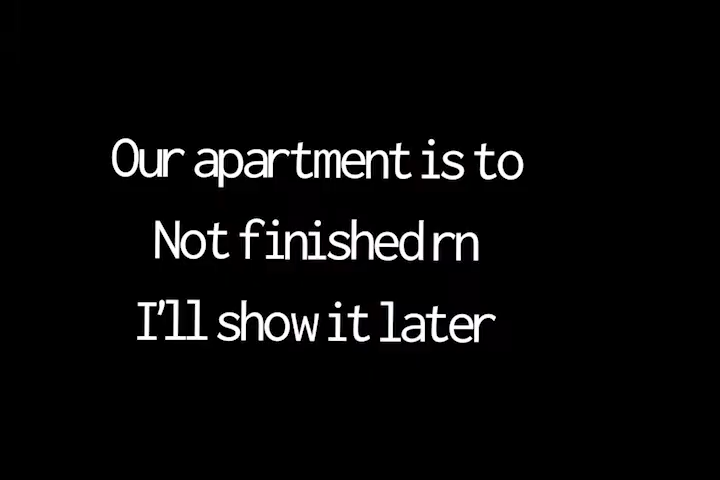 Our apartment is to
Not finished rn
I'll show it later